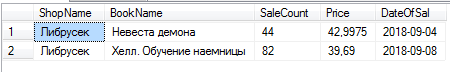 ShopName BookName SaleCount Price DateOfSal
1 Либрусек Невеста демона 44 42,9975 2018-09-04
2 Либрусек Хелл. Обучение наемницы 82 39,69 2018-09-08